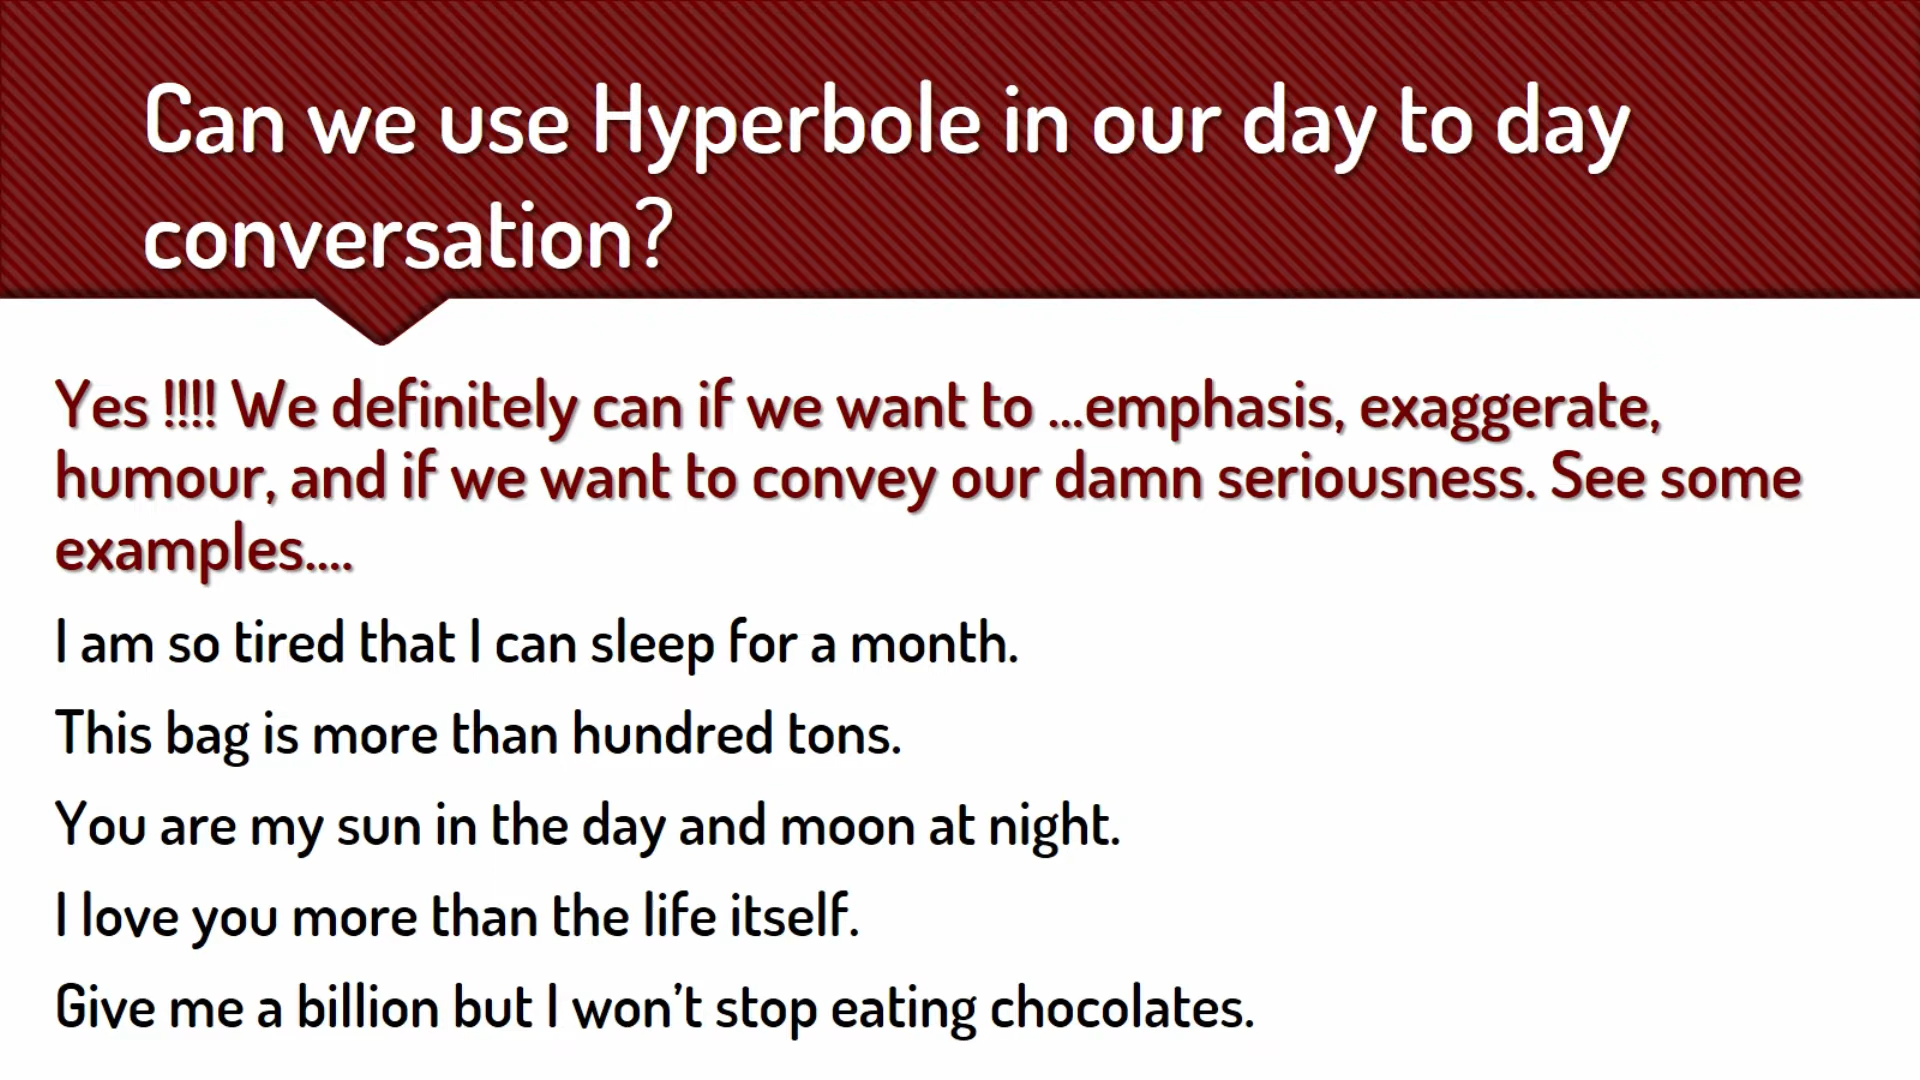 Can we use Hyperbole in our day to day
conversation?
Yes !!!! We definitely can if we want to ...emphasis, exaggerate,
humour, and if we want to convey our damn seriousness. See some
examples....
I am so tired that I can sleep for a month.
This bag is more than hundred tons.
You are my sun in the day and moon at night.
I love you more than the life itself.
Give me a billion but I won’t stop eating chocolates.